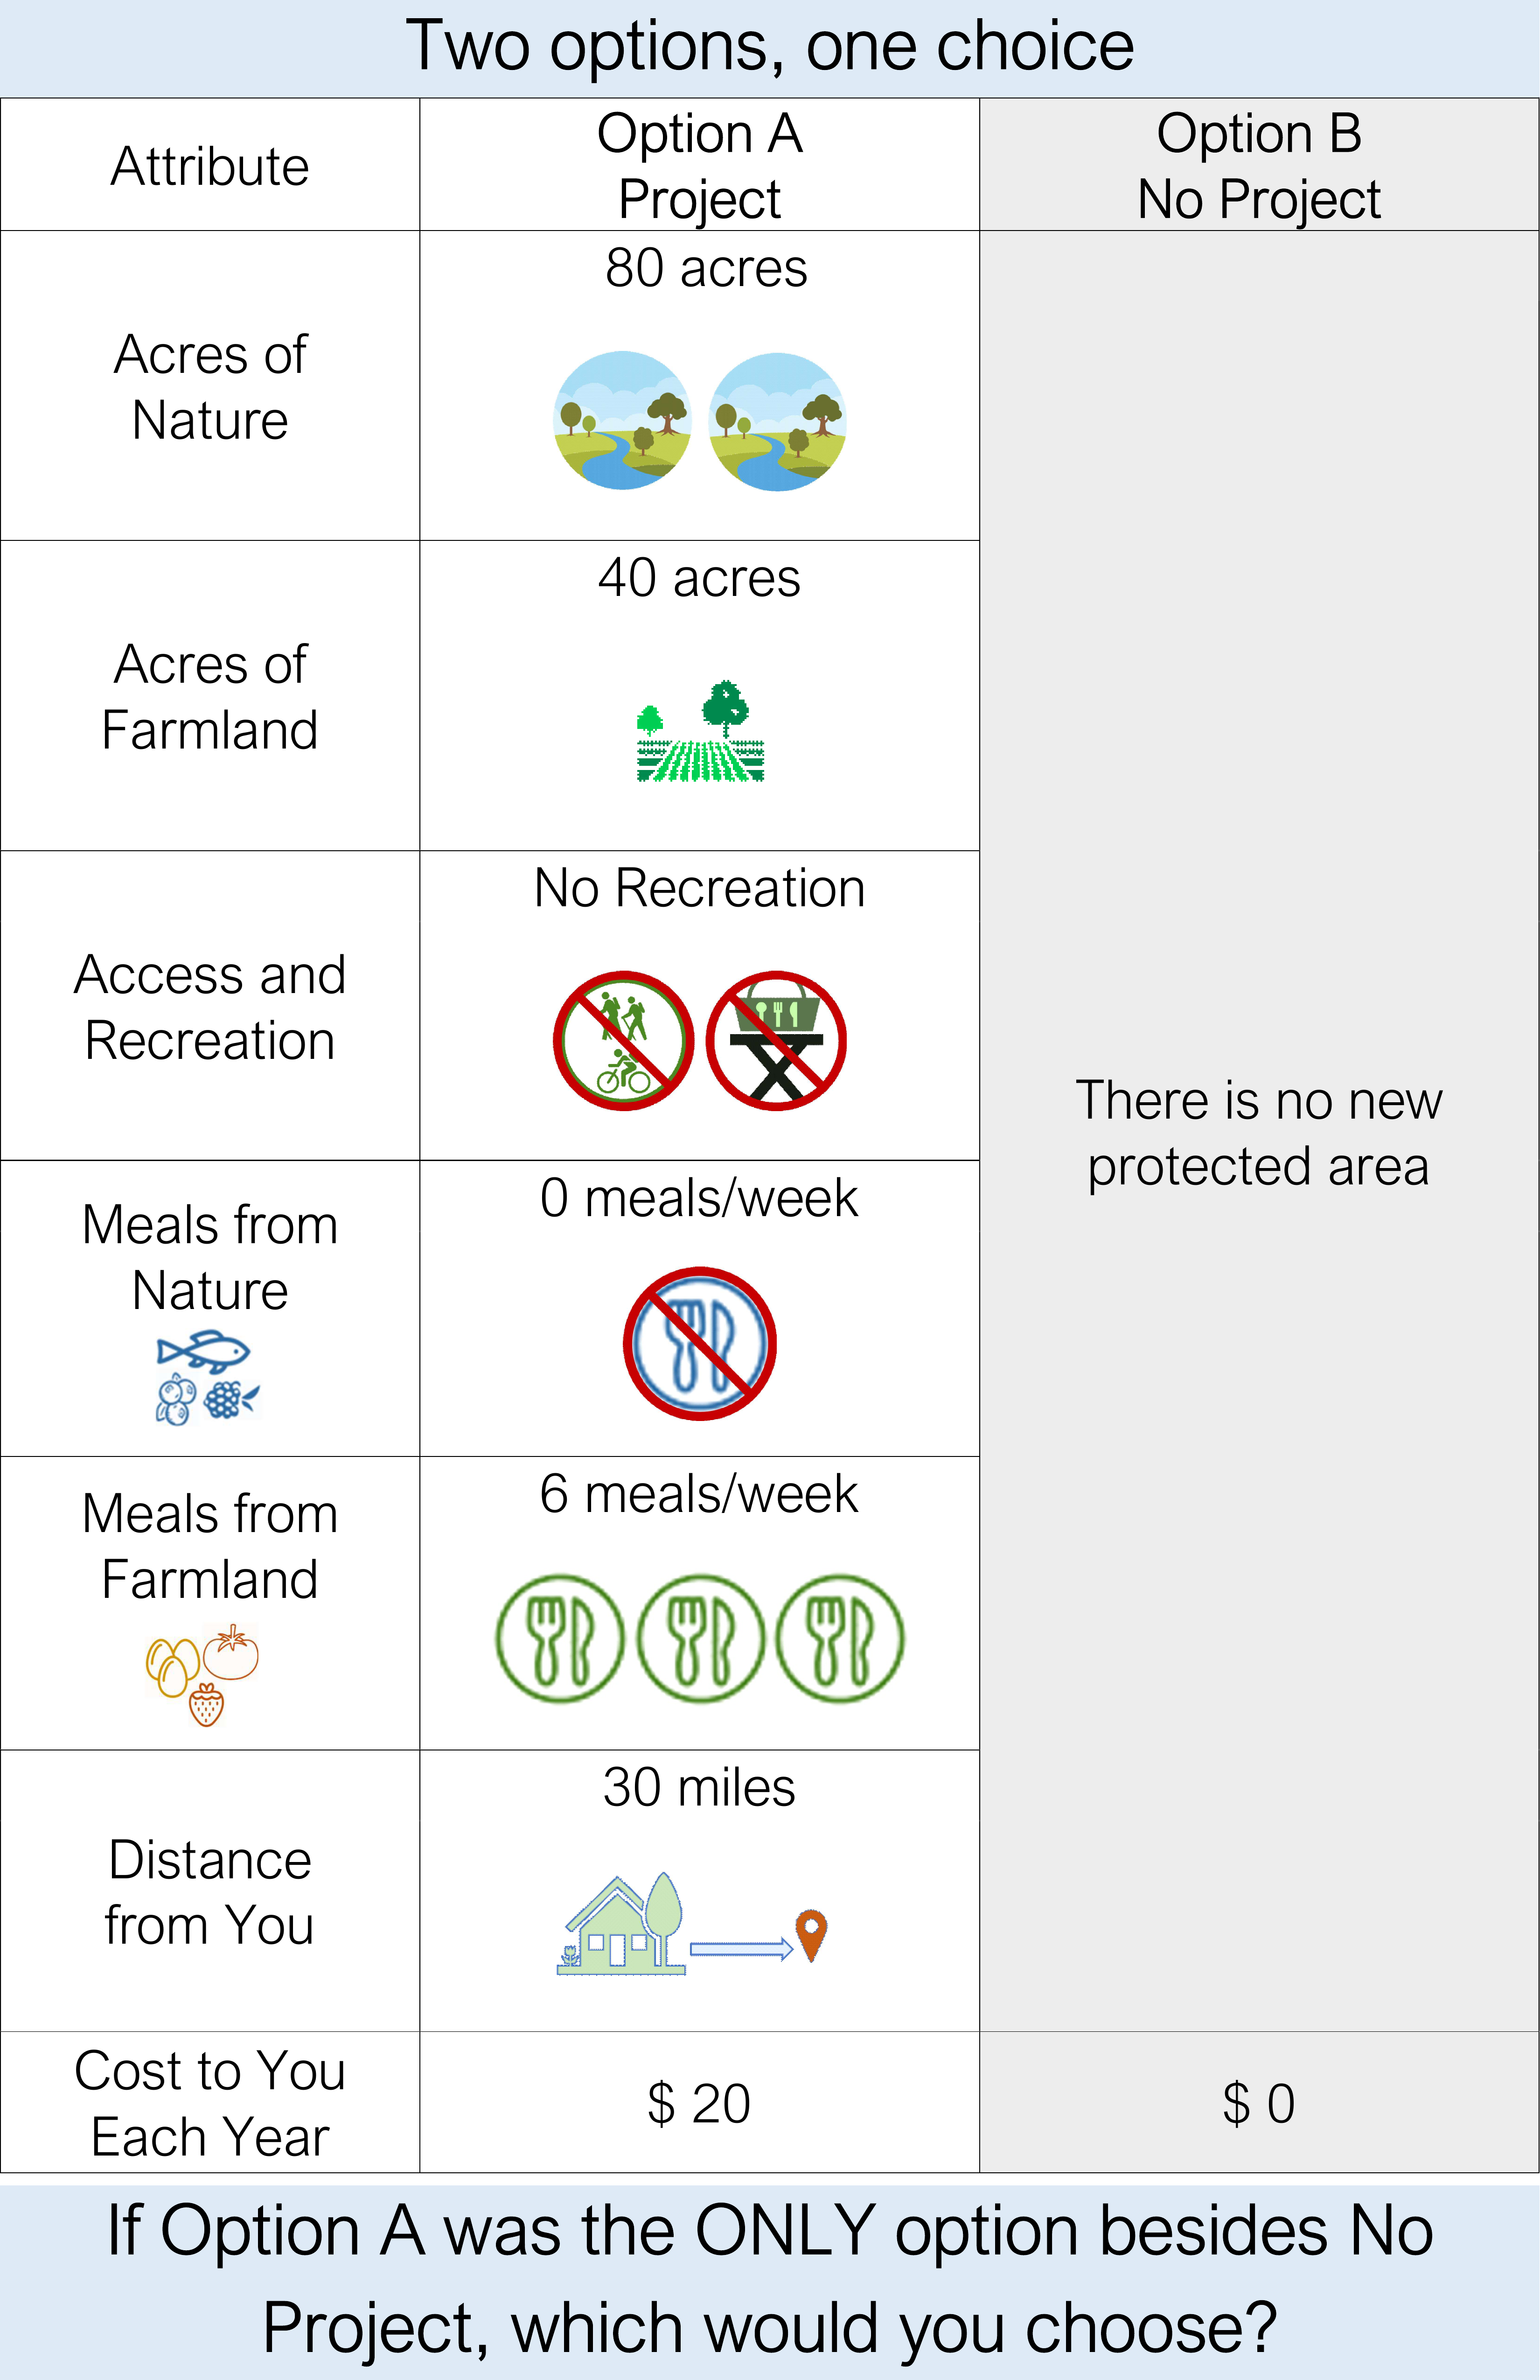 Two options, one choice
Attribute
Option A
Project
Option B
No Project
Acres of
Nature
80 acres
Acres of
Farmland
40 acres
Access and
Recreation
No Recreation
There is no new
protected area
Meals from
Nature
0 meals/week
Meals from
Farmland
6 meals/week
Distance
from You
30 miles
Cost to You
Each Year
$ 20
$ 0
If Option A was the ONLY option besides No
Project, which would you choose?